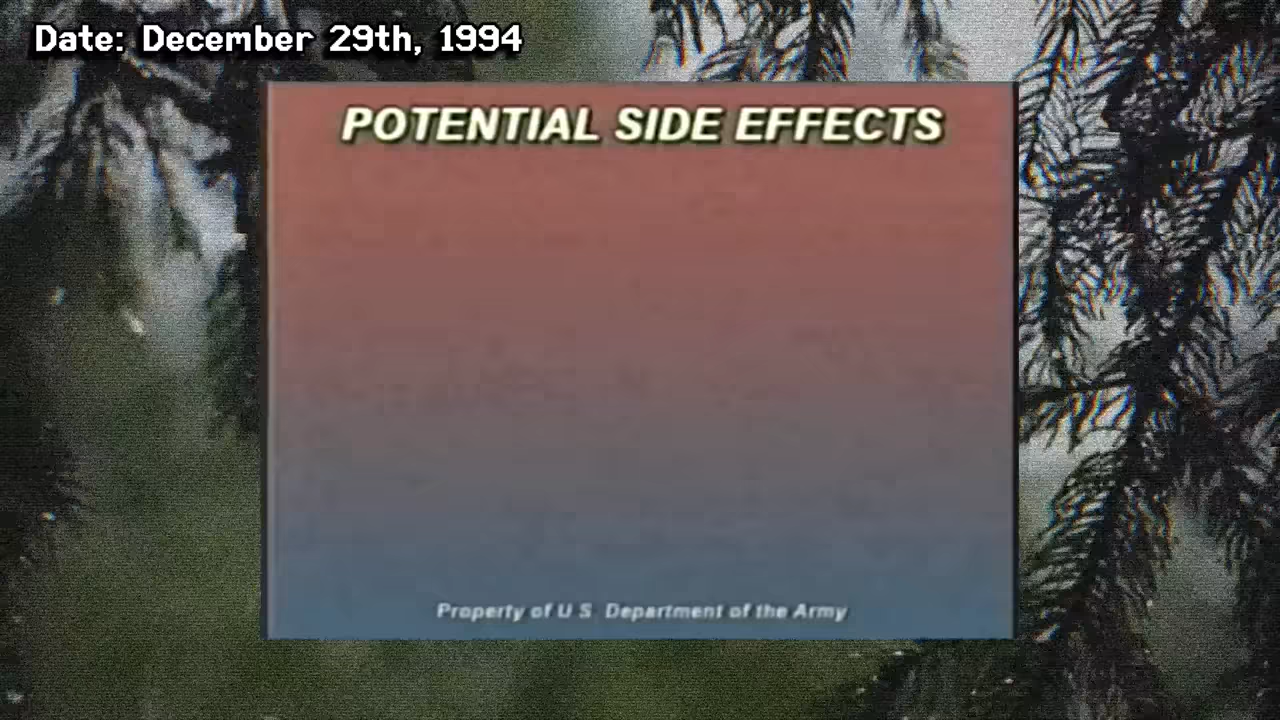 Date: December 29th, 1994
POTENTIAL SIDE EFFECTS
Property of U S. Department of the Army